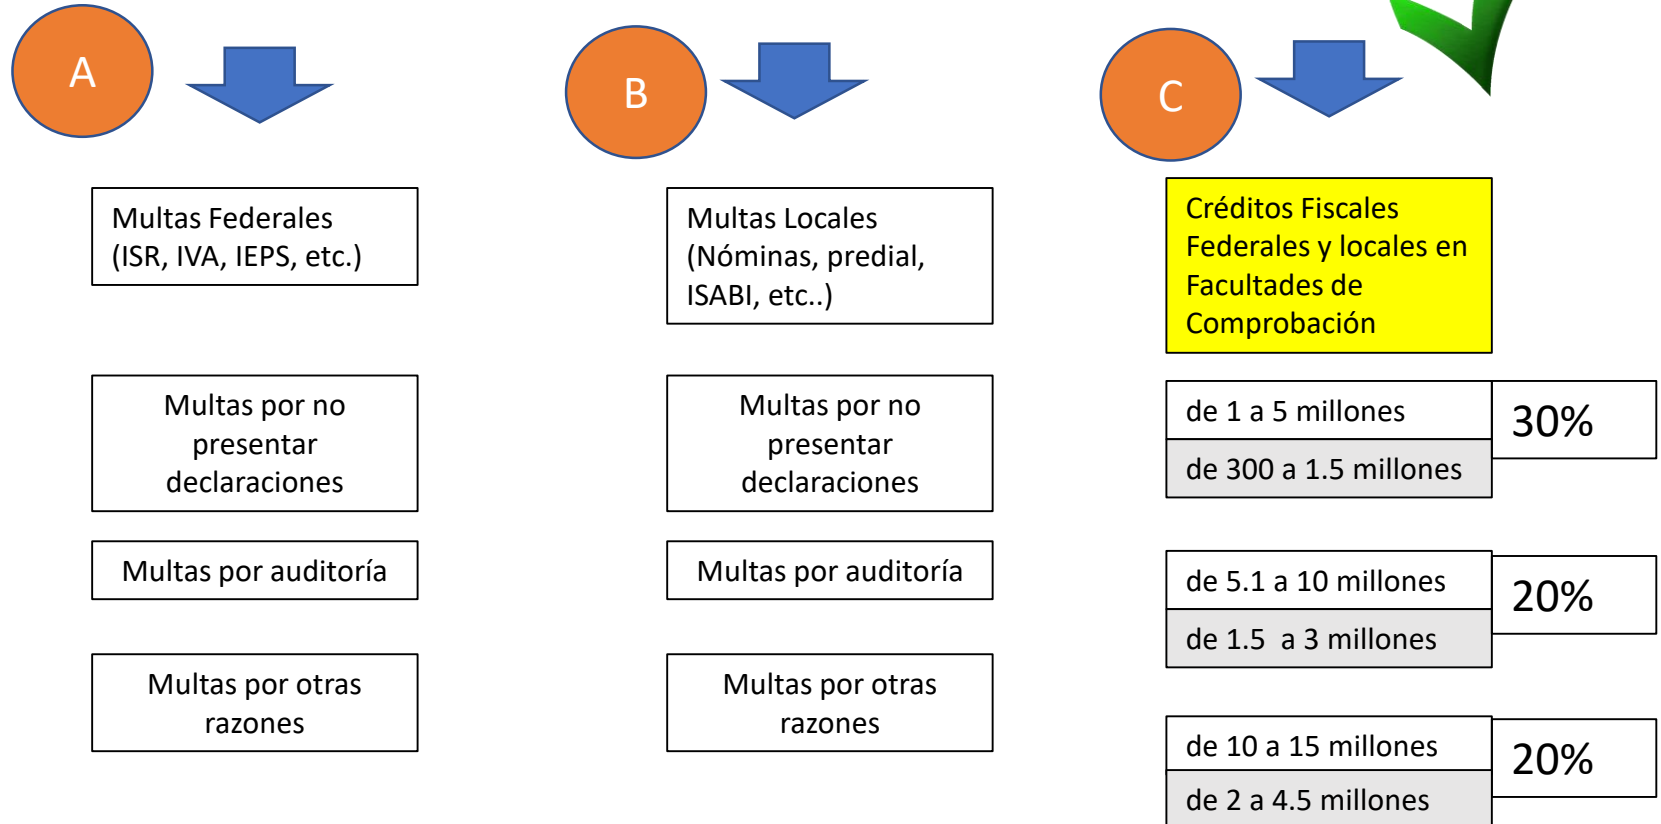 A
Multas Federales
(ISR, IVA, IEPS, etc.)
Multas por no
presentar
declaraciones
Multas por auditoría
Multas por otras
razones
B
Multas Locales
(Nóminas, predial,
ISABI, etc..)
Multas por no
presentar
declaraciones
Multas por auditoría
Multas por otras
razones
C
Créditos Fiscales
Federales y locales en
Facultades de
Comprobación
de 1 a 5 millones
30%
de 300 a 1.5 millones
de 5.1 a 10 millones
20%
de 1.5 a 3 millones
de 10 a 15 millones
20%
de 2 a 4.5 millones